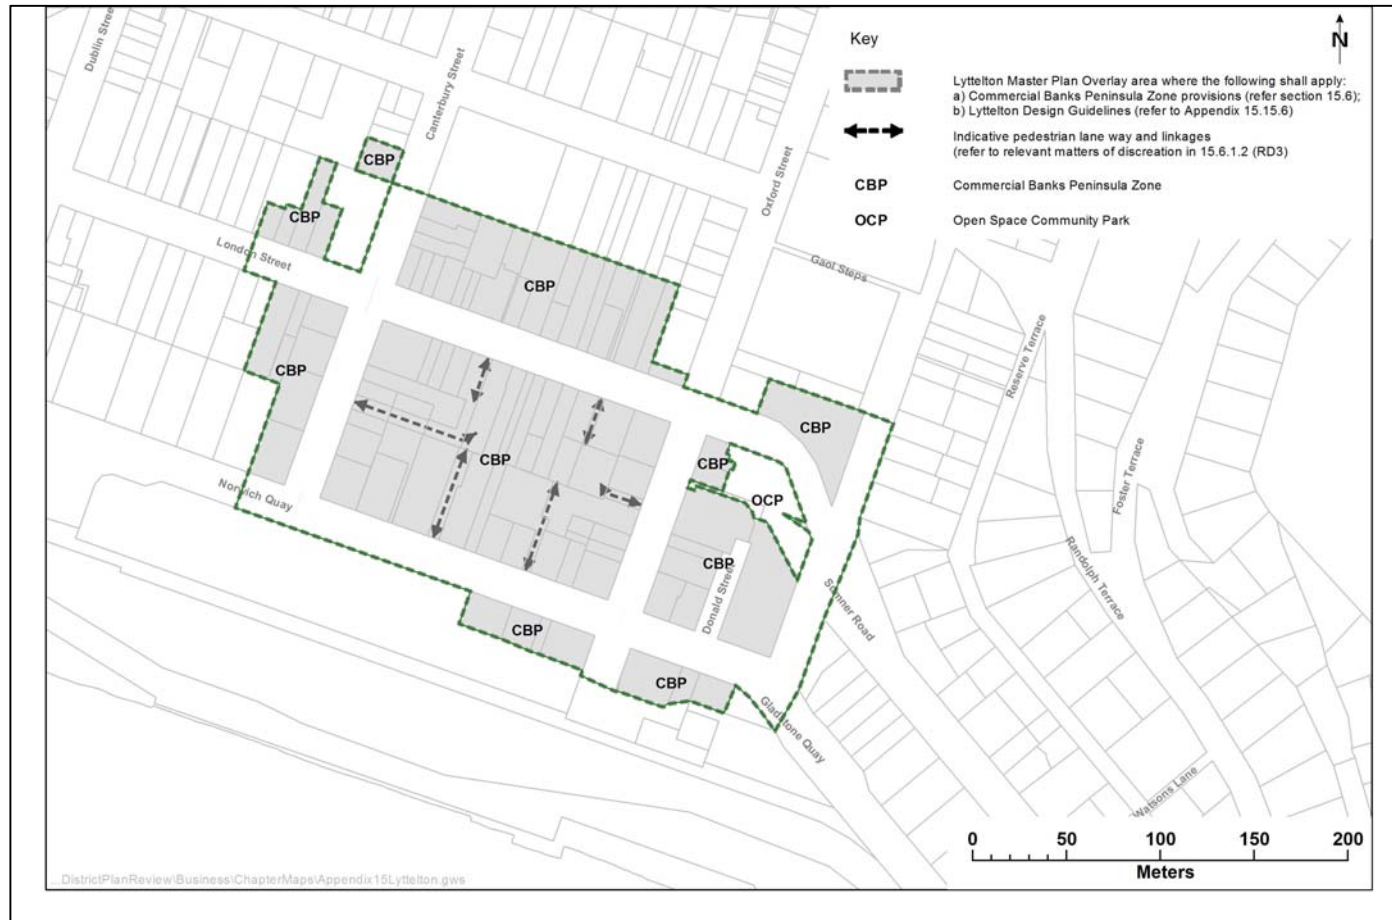 Key
N
Lyttelton Master Plan Overlay area where the following shall apply:
a) Commercial Banks Peninsula Zone provisions (refer section 15.6);
b) Lyttelton Design Guidelines (refer to Appendix 15.15.6)
Indicative pedestrian lane way and linkages
(refer to relevant matters of discretion in 15.6.1.2 (RD3)
CBP
Commercial Banks Peninsula Zone
OCP
Open Space Community Park
Dublin Street
Canterbury Street
Oxford Street
CBP
CBP
London Street
Gaol Steps
CBP
Reserve Terrace
CBP
CBP
Foster Terrace
CBP
CBP
OCP
Norwich Quay
CBP
Donald Street
Sumner Road
Randolph Terrace
CBP
CBP
Gladstone Quay
Watsons Lane
0 50 100 150 200
Meters
...DistrictPlanReview\Business\ChapterMaps\Appendix15Lyttelton.gws